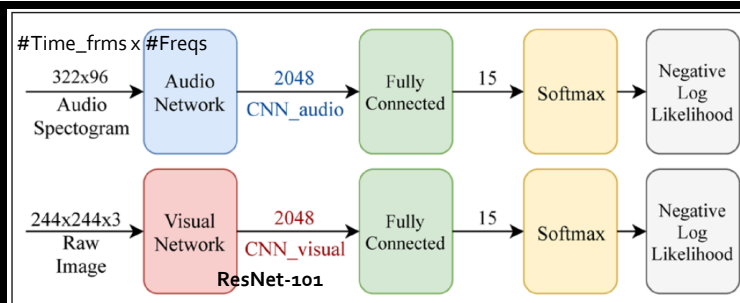 #Time_frms x #Freqs
322x96
Audio
Spectogram
Audio
Network
2048
CNN_audio
Fully
Connected
15
Softmax
Negative
Log
Likelihood
244x244x3
Raw
Image
Visual
Network
2048
CNN_visual
ResNet-101
Fully
Connected
15
Softmax
Negative
Log
Likelihood